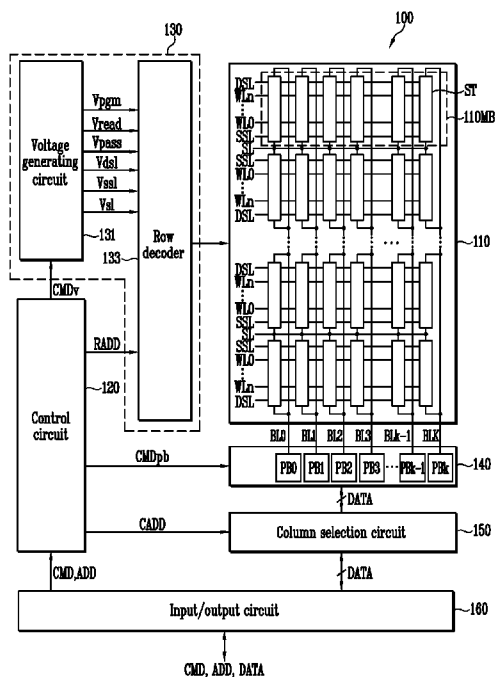 130
100
Vpgm
Vread
Vpass
Vdsl
Vssl
Vsl
Voltage
generating
circuit
131
133
Row
decoder
CMDv
DSL
WLn
WL0
SSL
SL
SSL
WL0
WLn
DSL
ST
110MB
110
DSL
WLn
WL0
SSL
SL
SSL
WL0
WLn
DSL
RADD
120
Control
circuit
BL0 BL1 BL2 BL3 BLk-1 BLK
CMDpb
PB0 PB1 PB2 PB3 PBk-1 PBk
140
DATA
CADD
Column selection circuit
150
CMD,ADD
DATA
Input/output circuit
160
CMD, ADD, DATA